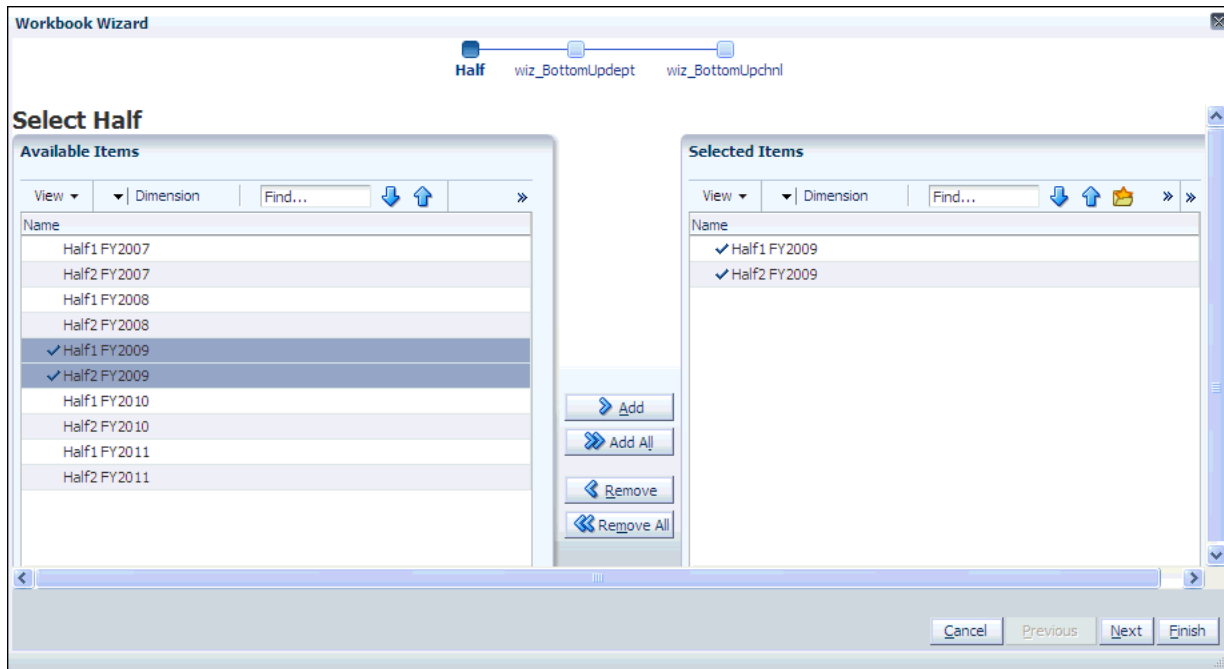 Workbook Wizard
Half wiz_BottomUpdept wiz_BottomUpchnl
Select Half
Available Items
View Dimension Find... »
Name
Half1 FY2007
Half2 FY2007
Half1 FY2008
Half2 FY2008
Half1 FY2009
Half2 FY2009
Half1 FY2010
Half2 FY2010
Half1 FY2011
Half2 FY2011
Add
Add All
Remove
Remove All
Selected Items
View Dimension Find... » »
Name
Half1 FY2009
Half2 FY2009
Cancel Previous Next Finish